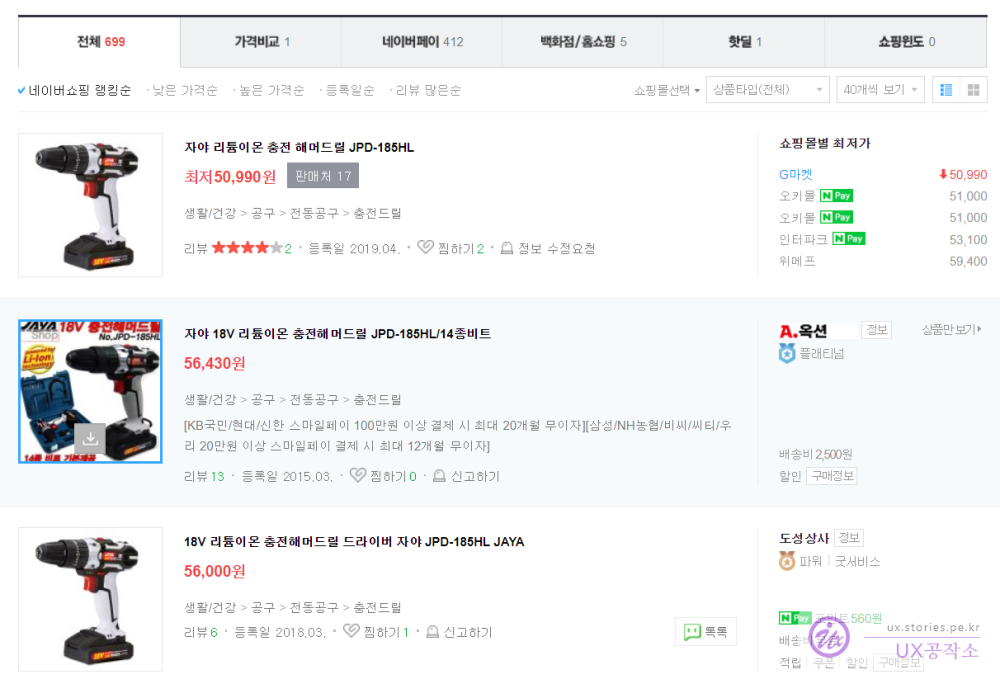 전체 699 가격비교 1 네이버페이 412 백화점/홈쇼핑 5 핫딜 1 쇼핑윈도 0
네이버쇼핑 랭킹순 · 낮은 가격순 · 높은 가격순 · 등록일순 · 리뷰 많은순 쇼핑몰선택 상품타입(전체) 40개씩 보기
자야 리튬이온 충전 해머드릴 JPD-185HL
최저50,990원 판매처 17
생활/건강 > 공구 > 전동공구 > 충전드릴
리뷰 2 · 등록일 2019.04. · 찜하기 2 · 정보 수정요청
쇼핑몰별 최저가
G마켓 50,990
오키몰 N Pay 51,000
오키몰 N Pay 51,000
인터파크 N Pay 53,100
위메프 59,400
JAYA 18V 충전해머드릴
Shop No.JPD-185HL
powered by
Li-Ion
technology
14종 비트 기본제공
자야 18V 리튬이온 충전해머드릴 JPD-185HL/14종비트
56,430원
생활/건강 > 공구 > 전동공구 > 충전드릴
[KB국민/현대/신한 스마일페이 100만원 이상 결제 시 최대 20개월 무이자][삼성/NH농협/비씨/씨티/우
리 20만원 이상 스마일페이 결제 시 최대 12개월 무이자]
리뷰 13 · 등록일 2015.03. · 찜하기 0 · 신고하기
A.옥션 정보 상품만 보기
플래티넘
배송비 2,500원
할인 구매정보
18V 리튬이온 충전해머드릴 드라이버 자야 JPD-185HL JAYA
56,000원
생활/건강 > 공구 > 전동공구 > 충전드릴
리뷰 6 · 등록일 2018.03. · 찜하기 1 · 신고하기
톡톡
도성상사 정보
파워 굿서비스
N Pay 포인트 560원
배송비 무료
적립 쿠폰 할인 구매정보
ux.stories.pe.kr
UX공작소